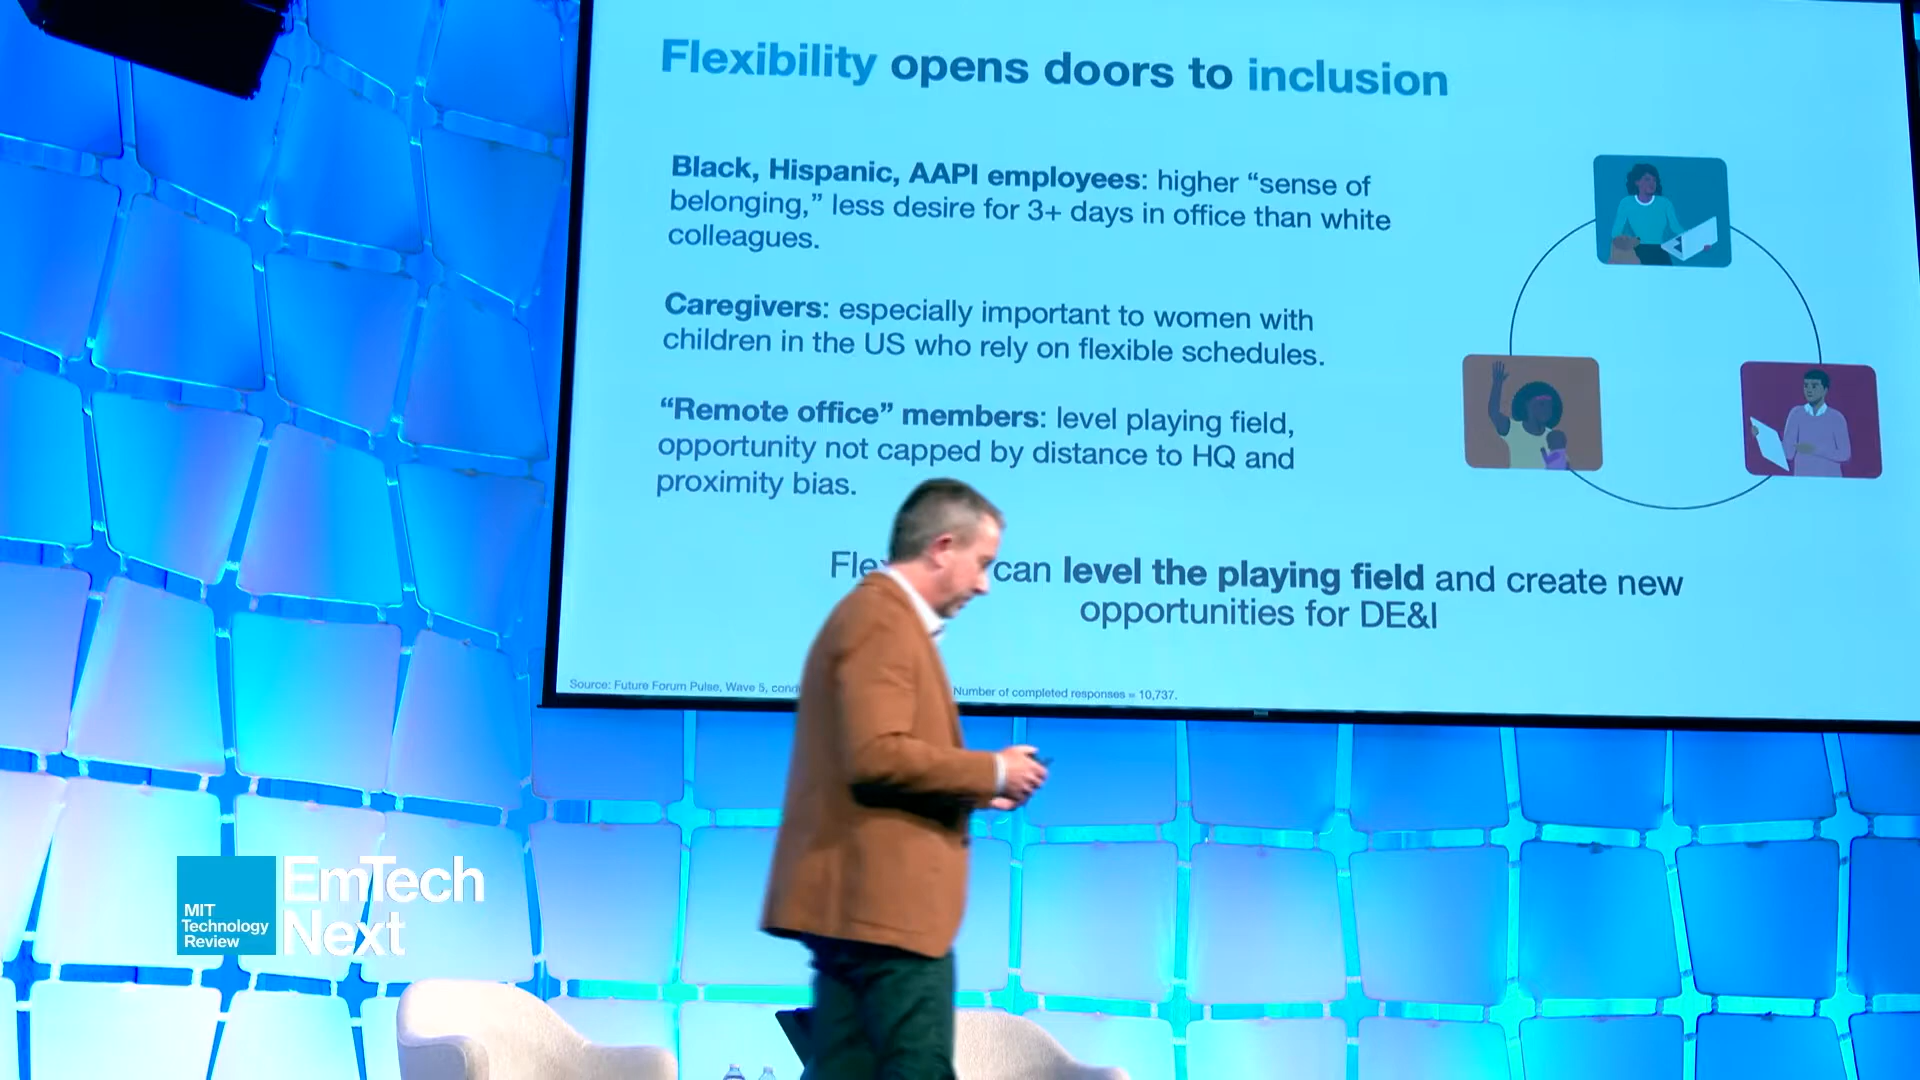 Flexibility opens doors to inclusion
Black, Hispanic, AAPI employees: higher “sense of
belonging,” less desire for 3+ days in office than white
colleagues.
Caregivers: especially important to women with
children in the US who rely on flexible schedules.
“Remote office” members: level playing field,
opportunity not capped by distance to HQ and
proximity bias.
can level the playing field and create new
opportunities for DE&I
Source: Future Forum Pulse, Wave 5, Number of completed responses = 10,737.
MIT
Technology
Review
EmTech
Next